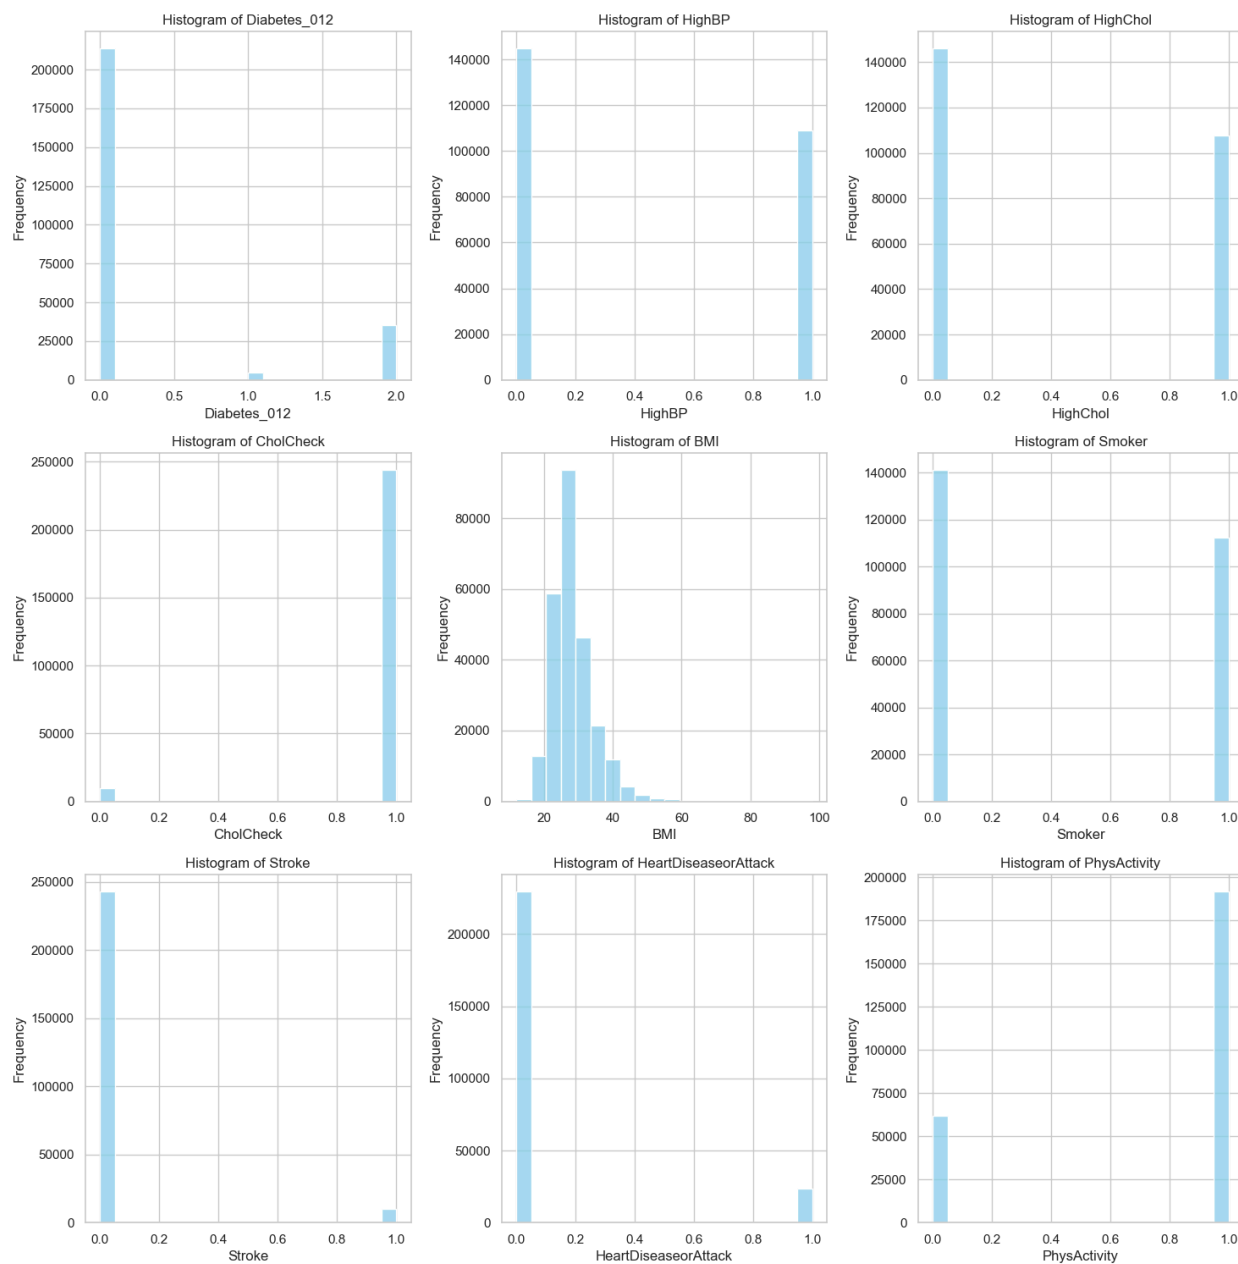 Histogram of Diabetes_012
Frequency
200000
175000
150000
125000
100000
75000
50000
25000
0
0.0 0.5 1.0 1.5 2.0
Diabetes_012
Histogram of HighBP
Frequency
140000
120000
100000
80000
60000
40000
20000
0
0.0 0.2 0.4 0.6 0.8 1.0
HighBP
Histogram of HighChol
Frequency
140000
120000
100000
80000
60000
40000
20000
0
0.0 0.2 0.4 0.6 0.8 1.0
HighChol
Histogram of CholCheck
Frequency
250000
200000
150000
100000
50000
0
0.0 0.2 0.4 0.6 0.8 1.0
CholCheck
Histogram of BMI
Frequency
80000
60000
40000
20000
0
20 40 60 80 100
BMI
Histogram of Smoker
Frequency
140000
120000
100000
80000
60000
40000
20000
0
0.0 0.2 0.4 0.6 0.8 1.0
Smoker
Histogram of Stroke
Frequency
250000
200000
150000
100000
50000
0
0.0 0.2 0.4 0.6 0.8 1.0
Stroke
Histogram of HeartDiseaseorAttack
Frequency
200000
150000
100000
50000
0
0.0 0.2 0.4 0.6 0.8 1.0
HeartDiseaseorAttack
Histogram of PhysActivity
Frequency
200000
175000
150000
125000
100000
75000
50000
25000
0
0.0 0.2 0.4 0.6 0.8 1.0
PhysActivity